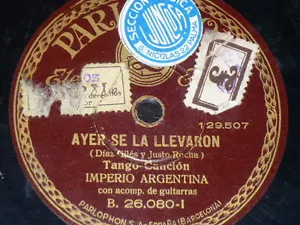 PARL
SECCION
UNION
S. NICOLAS 22
129.507
AYER SE LA LLEVARON
(Díaz Gilés y Justo Rocha)
Tango Canción
IMPERIO ARGENTINA
con acomp. de guitarras
B. 26.080-I
PARLOPHON S.A.-ESPAÑA (BARCELONA)